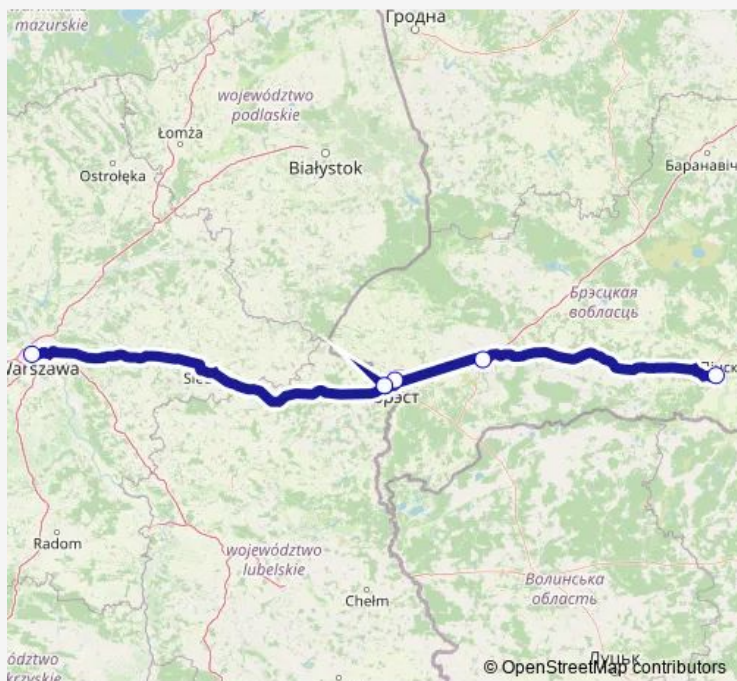 mazurskie
Гродна
województwo
podlaskie
Łomża
Ostrołęka
Białystok
Баранавіч
Брэсцкая
вобласць
Warszawa
Radom
województwo
lubelskie
Chełm
Волинська
область
Луцьк
© OpenStreetMap contributors